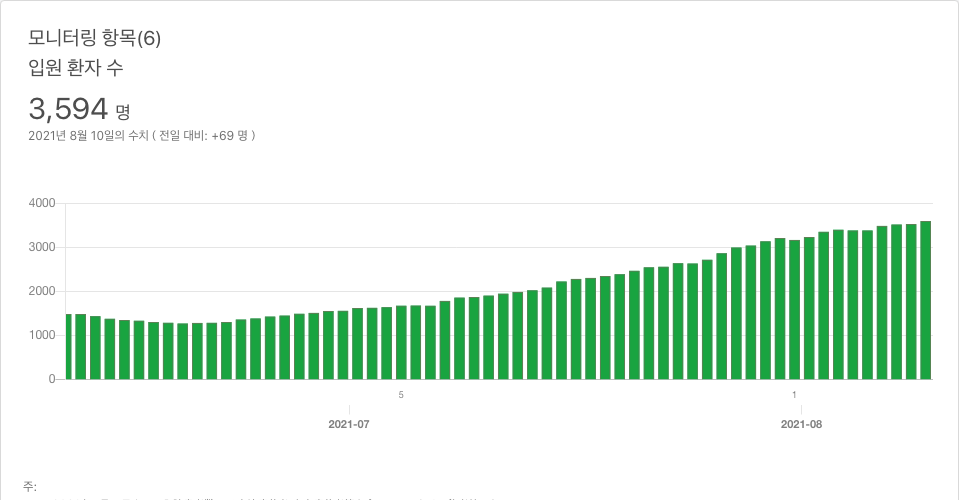 모니터링 항목(6)
입원 환자 수
3,594 명
2021년 8월 10일의 수치 ( 전일 대비: +69 명 )
4000
3000
2000
1000
0
5
1
2021-07
2021-08
주: